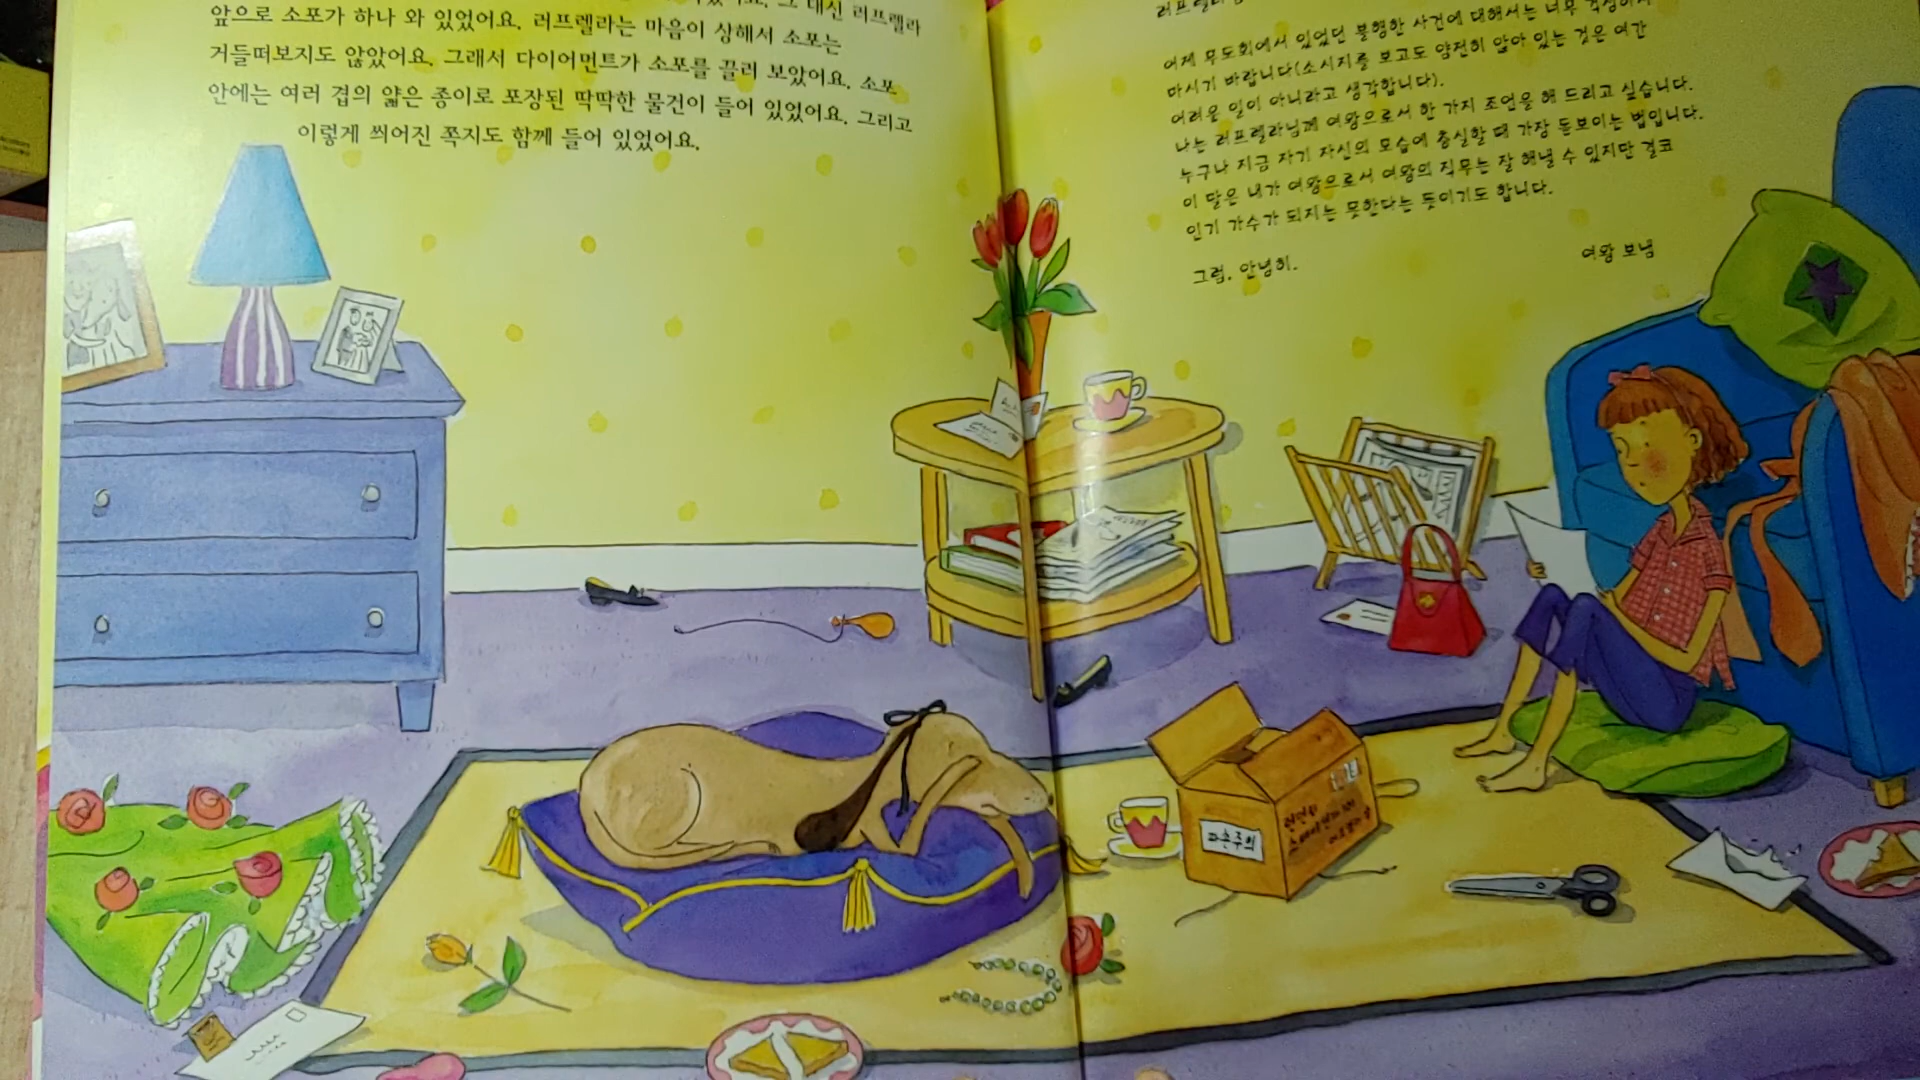 그 대신 러프렐라
앞으로 소포가 하나 와 있었어요. 러프렐라는 마음이 상해서 소포는
거들떠보지도 않았어요. 그래서 다이어먼트가 소포를 끌러 보았어요. 소포
안에는 여러 겹의 얇은 종이로 포장된 딱딱한 물건이 들어 있었어요. 그리고
이렇게 씌어진 쪽지도 함께 들어 있었어요.
러프렐라
어제 무도회에서 있었던 불행한 사건에 대해서는 너무 걱정하지
마시기 바랍니다(소시지를 보고도 얌전히 앉아 있는 것은 여간
어려운 일이 아니라고 생각합니다).
나는 러프렐라님께 여왕으로서 한 가지 조언을 해 드리고 싶습니다.
누구나 지금 자기 자신의 모습에 충실할 때 가장 돋보이는 법입니다.
이 말은 내가 여왕으로서 여왕의 직무는 잘 해낼 수 있지만 결코
인기 가수가 되지는 못한다는 뜻이기도 합니다.
그럼, 안녕히.
여왕 보냄
파손주의